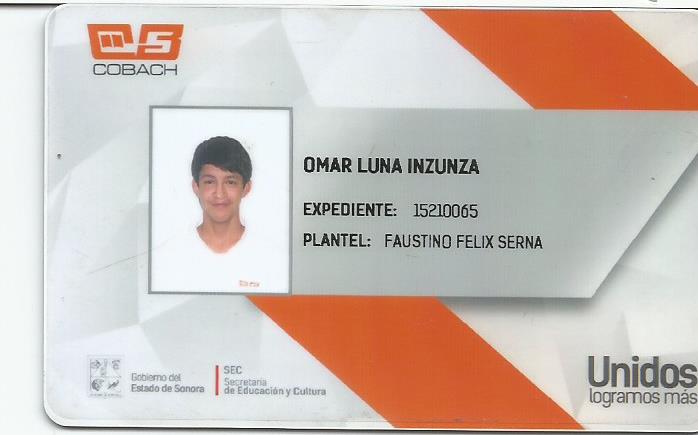 COBACH
OMAR LUNA INZUNZA
EXPEDIENTE: 15210065
PLANTEL: FAUSTINO FELIX SERNA
Gobierno del
Estado de Sonora
SEC
Secretaría
de Educación y Cultura
Unidos
logramos más